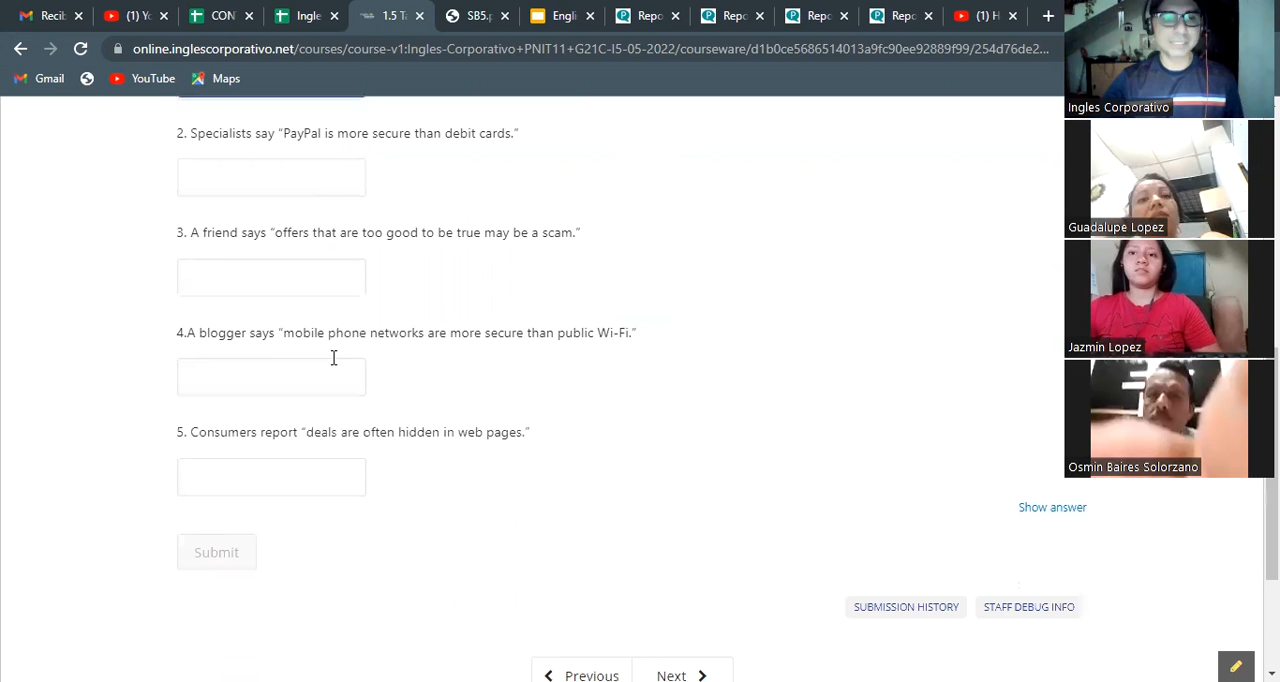 Recib
(1) Yo
CON
Ingle
1.5 Ta
SB5.p
Engli
Repo
Repo
Repo
Repo
(1) H
online.inglescorporativo.net/courses/course-v1:Ingles-Corporativo+PNIT11+G21C-I5-05-2022/courseware/d1b0ce5686514013a9fc90ee92889f99/254d76de2...
Gmail
YouTube
Maps
Ingles Corporativo
Guadalupe Lopez
Jazmin Lopez
Osmin Baires Solorzano
2. Specialists say “PayPal is more secure than debit cards.”
3. A friend says “offers that are too good to be true may be a scam.”
4.A blogger says “mobile phone networks are more secure than public Wi-Fi.”
5. Consumers report “deals are often hidden in web pages.”
Show answer
Submit
SUBMISSION HISTORY
STAFF DEBUG INFO
Previous
Next